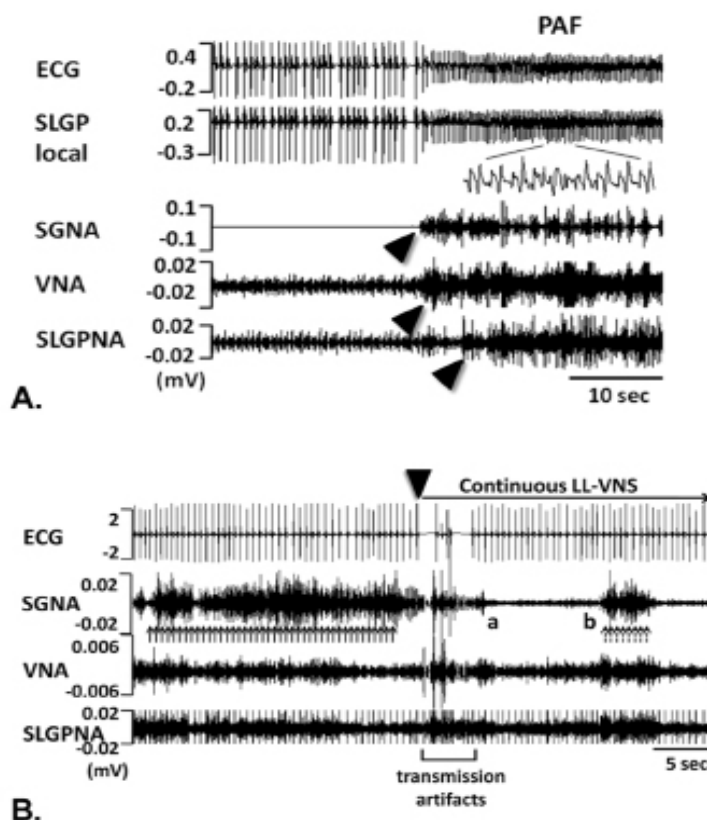 PAF
ECG 0.4 -0.2
SLGP local 0.2 -0.3
SGNA 0.1 -0.1
VNA 0.02 -0.02
SLGPNA 0.02 -0.02
(mV)
10 sec
A.
Continuous LL-VNS
ECG 2 -2
SGNA 0.02 -0.02
a b
VNA 0.006 -0.006
SLGPNA 0.02 -0.02
(mV)
5 sec
transmission
artifacts
B.